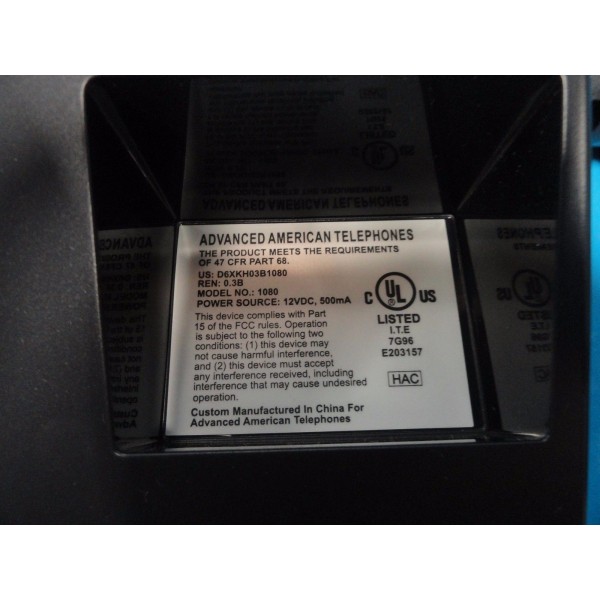 ADVANCED AMERICAN TELEPHONES
THE PRODUCT MEETS THE REQUIREMENTS
OF 47 CFR PART 68.
US: D6XKH03B1080
REN: 0.3B
MODEL NO.: 1080
POWER SOURCE: 12VDC, 500mA
This device complies with Part
15 of the FCC rules. Operation
is subject to the following two
conditions: (1) this device may
not cause harmful interference,
and (2) this device must accept
any interference received, including
interference that may cause undesired
operation.
Custom Manufactured In China For
Advanced American Telephones
C UL US
LISTED
I.T.E
7G96
E203157
HAC